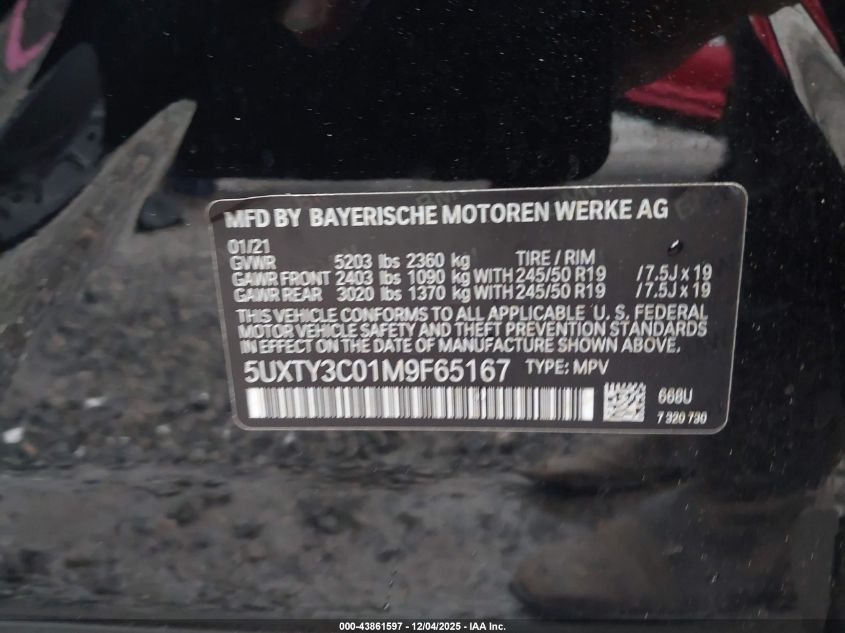 MFD BY BAYERISCHE MOTOREN WERKE AG
01/21
GVWR 5203 lbs 2360 kg TIRE / RIM
GAWR FRONT 2403 lbs 1090 kg WITH 245/50 R19 / 7.5J x 19
GAWR REAR 3020 lbs 1370 kg WITH 245/50 R19 / 7.5J x 19
THIS VEHICLE CONFORMS TO ALL APPLICABLE U. S. FEDERAL
MOTOR VEHICLE SAFETY AND THEFT PREVENTION STANDARDS
IN EFFECT ON THE DATE OF MANUFACTURE SHOWN ABOVE.
5UXTY3C01M9F65167 TYPE: MPV
668U
7 920 730
000-43861597 - 12/04/2025 - IAA Inc.